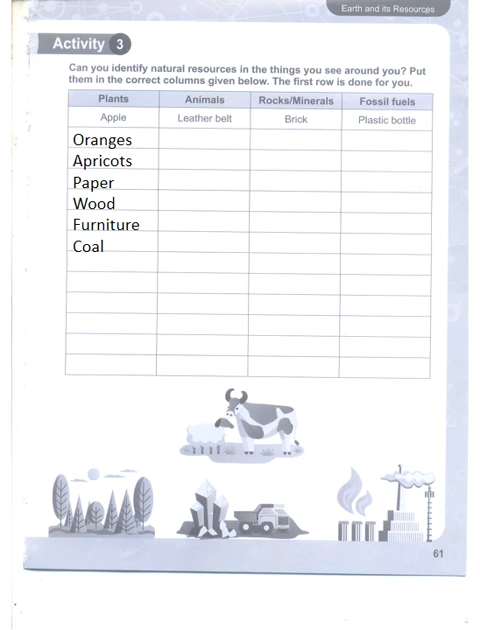 Earth and its Resources
Activity 3
Can you identify natural resources in the things you see around you? Put
them in the correct columns given below. The first row is done for you.
Plants Animals Rocks/Minerals Fossil fuels
Apple Leather belt Brick Plastic bottle
Oranges
Apricots
Paper
Wood
Furniture
Coal
61